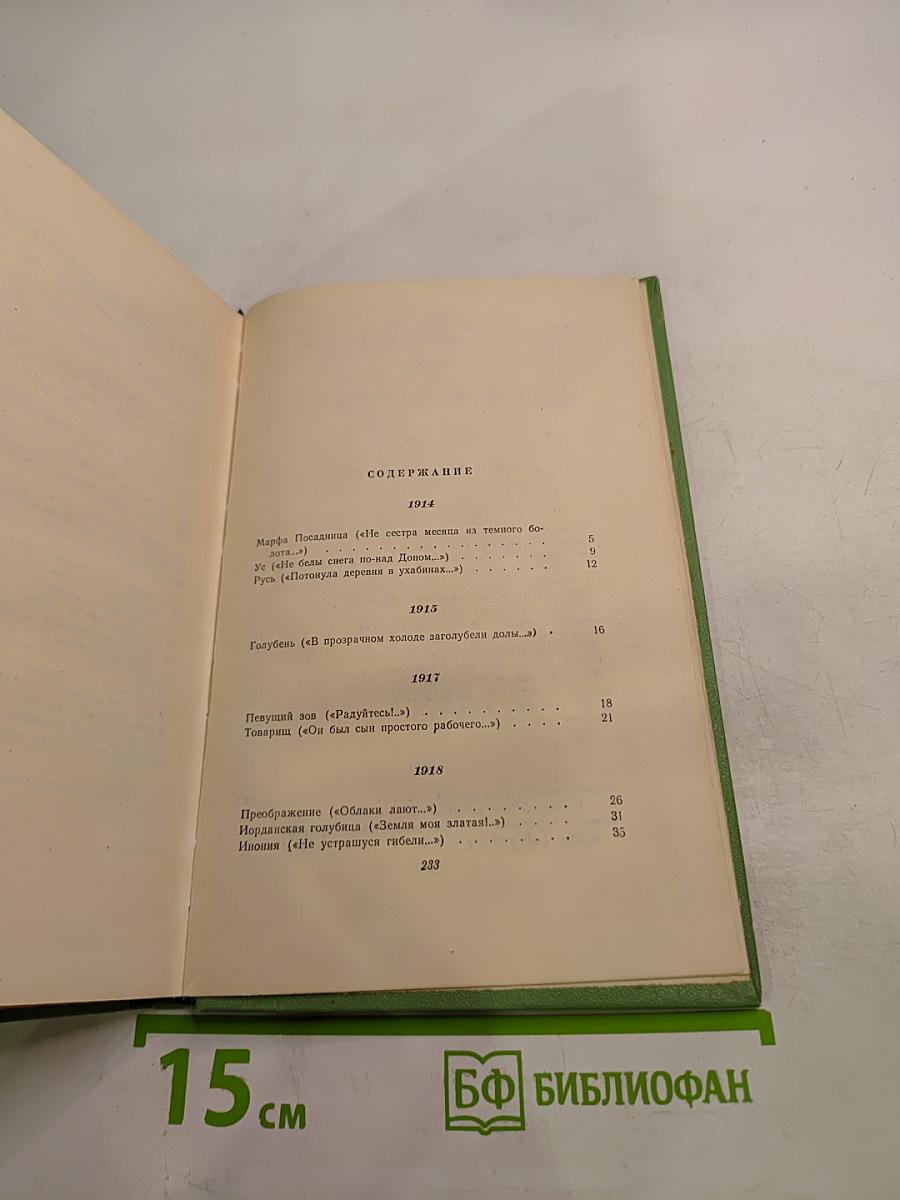 СОДЕРЖАНИЕ
1914
Марфа Посадница («Не сестра месяца из темного бо-
лота...») . . . . . . . . . . . . . . . . 5
Ус («Не белы снега по-над Доном...») . . . . . . . 9
Русь («Потонула деревня в ухабинах...») . . . . . . 12
1915
Голубень («В прозрачном холоде заголубели долы...») . 16
1917
Певущий зов («Радуйтесь!..») . . . . . . . . . . 18
Товарищ («Он был сын простого рабочего...») . . . . 21
1918
Преображение («Облаки лают...») . . . . . . . . 26
Иорданская голубица («Земля моя златая!..») . . . . 31
Инония («Не устрашуся гибели...») . . . . . . . . 35
233
15 см
БФ БИБЛИОФАН